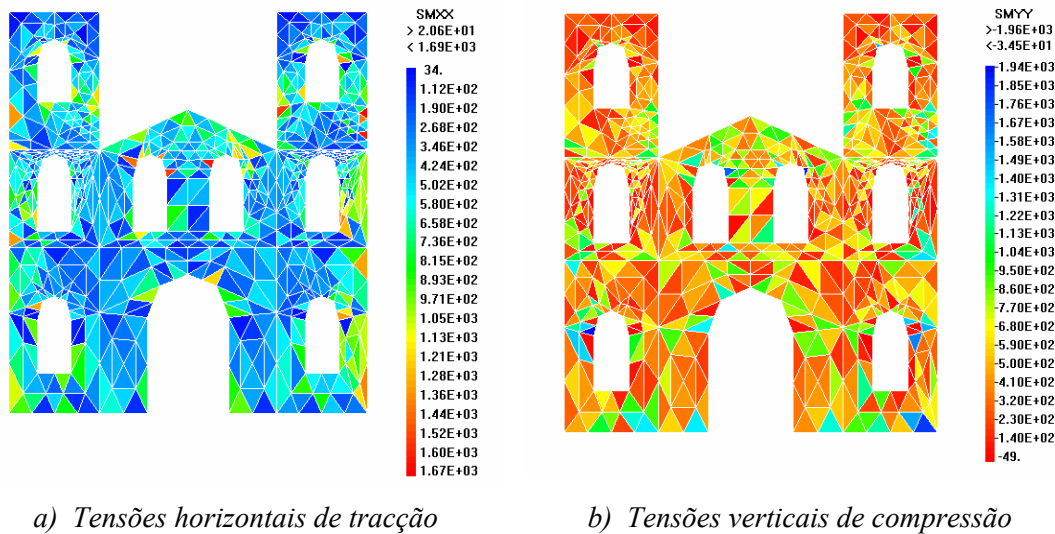 SMXX
> 2.06E+01
< 1.69E+03
34.
1.12E+02
1.90E+02
2.68E+02
3.46E+02
4.24E+02
5.02E+02
5.80E+02
6.58E+02
7.36E+02
8.15E+02
8.93E+02
9.71E+02
1.05E+03
1.13E+03
1.21E+03
1.28E+03
1.36E+03
1.44E+03
1.52E+03
1.60E+03
1.67E+03
SMYY
>-1.96E+03
<-3.45E+01
-1.94E+03
-1.85E+03
-1.76E+03
-1.67E+03
-1.58E+03
-1.49E+03
-1.40E+03
-1.31E+03
-1.22E+03
-1.13E+03
-1.04E+03
-9.50E+02
-8.60E+02
-7.70E+02
-6.80E+02
-5.90E+02
-5.00E+02
-4.10E+02
-3.20E+02
-2.30E+02
-1.40E+02
-49.
a) Tensões horizontais de tracção
b) Tensões verticais de compressão